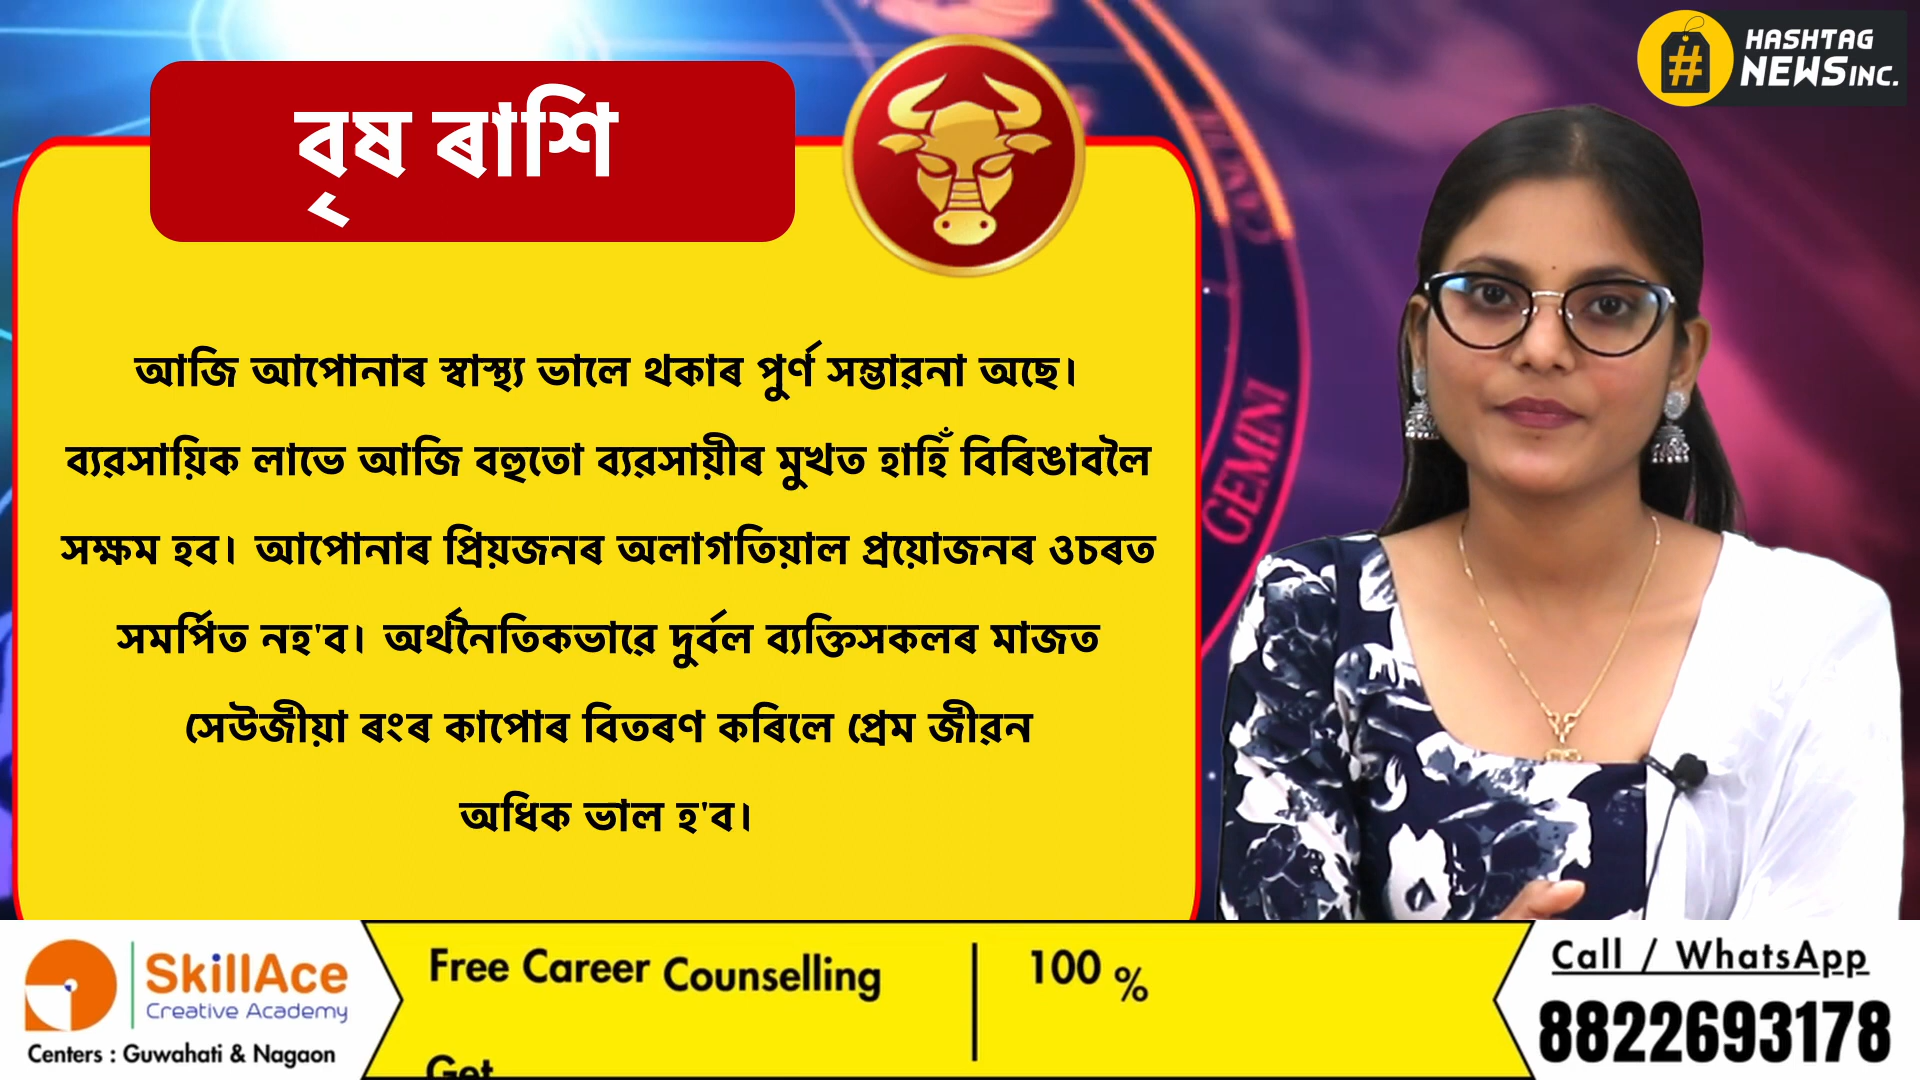 HASHTAG
NEWS INC.
বৃষ ৰাশি
আজি আপোনাৰ স্বাস্থ্য ভালে থকাৰ পুৰ্ণ সম্ভাৱনা অছে।
ব্যৱসায়িক লাভে আজি বহুতো ব্যৱসায়ীৰ মুখত হাহিঁ বিৰিঙাবলৈ
সক্ষম হব। আপোনাৰ প্ৰিয়জনৰ অলাগতিয়াল প্ৰয়োজনৰ ওচৰত
সমৰ্পিত নহ'ব। অৰ্থনৈতিকভাৱে দুৰ্বল ব্যক্তিসকলৰ মাজত
সেউজীয়া ৰংৰ কাপোৰ বিতৰণ কৰিলে প্ৰেম জীৱন
অধিক ভাল হ'ব।
GEMINI
SkillAce
Creative Academy
Centers : Guwahati & Nagaon
Free Career Counselling
100 %
Get
Call / WhatsApp
8822693178